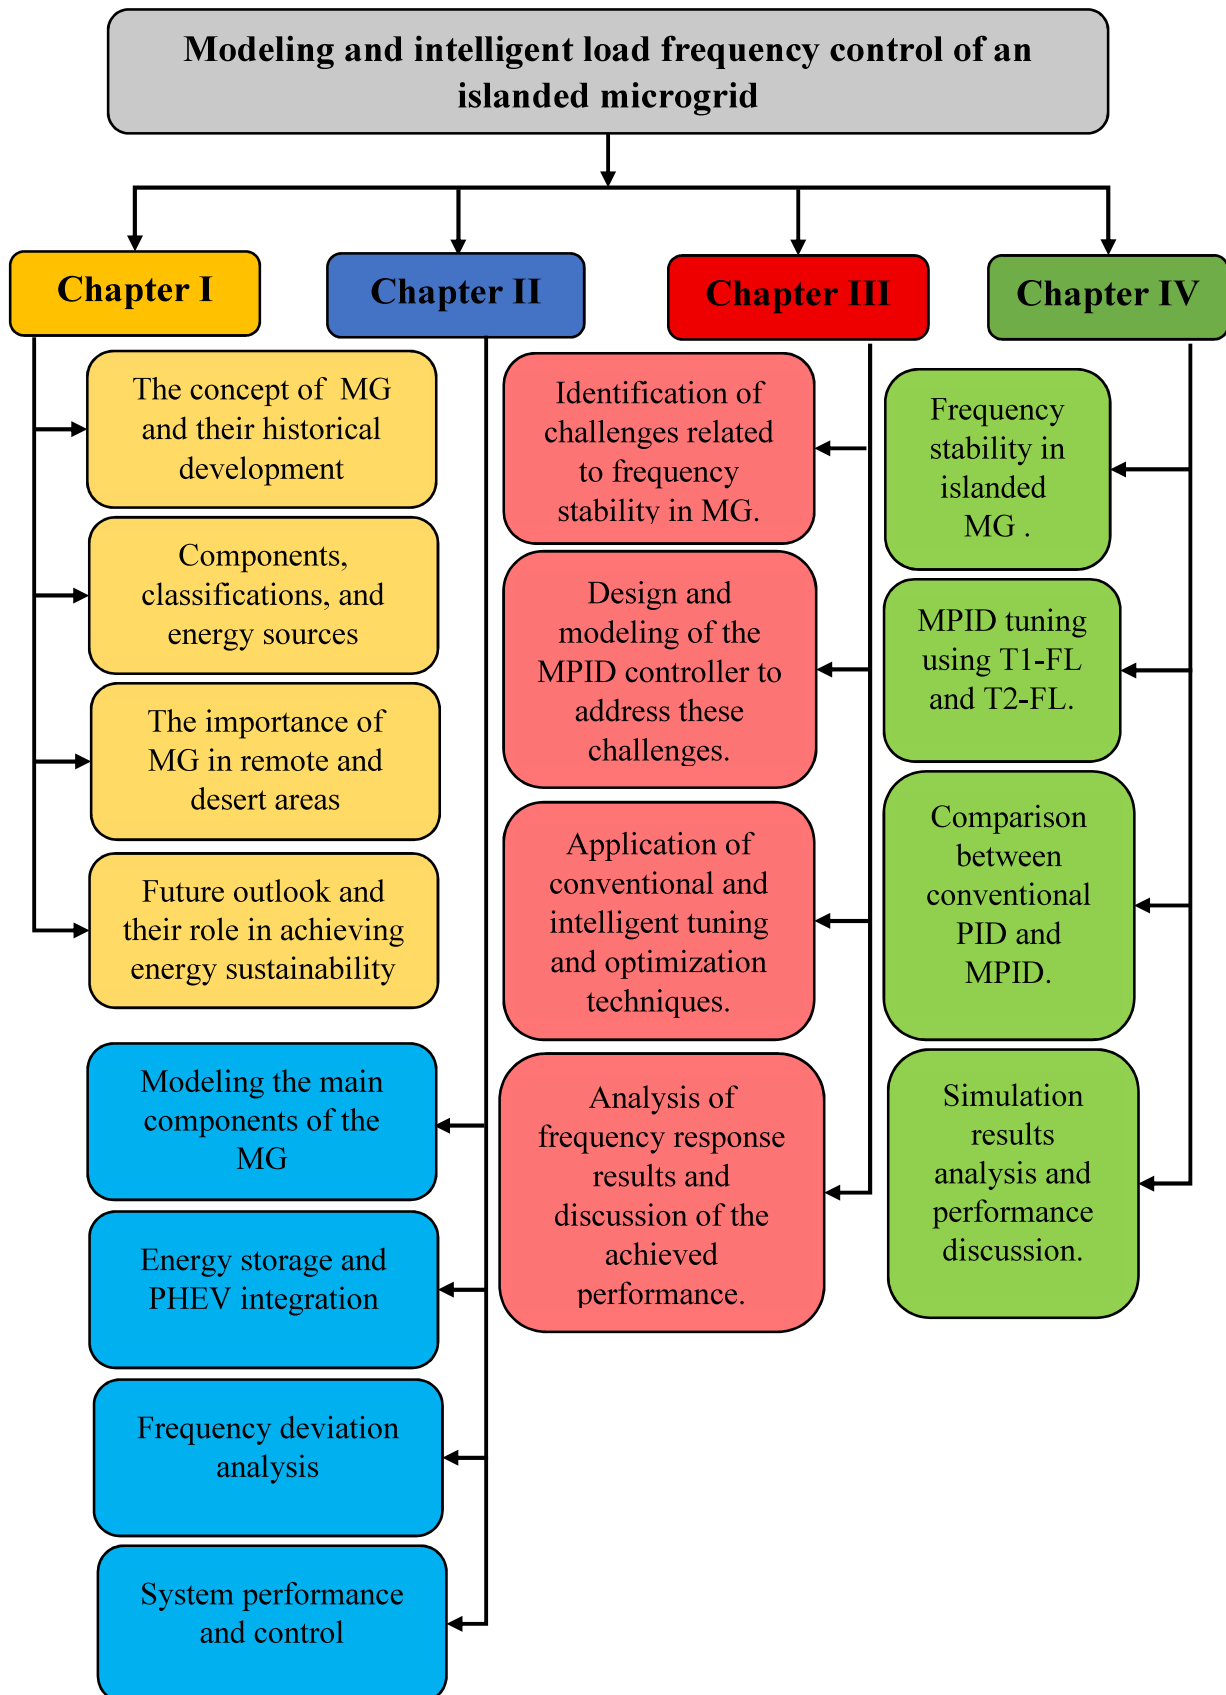 Modeling and intelligent load frequency control of an
islanded microgrid
Chapter I
Chapter II
Chapter III
Chapter IV
The concept of MG
and their historical
development
Components,
classifications, and
energy sources
The importance of
MG in remote and
desert areas
Future outlook and
their role in achieving
energy sustainability
Modeling the main
components of the
MG
Energy storage and
PHEV integration
Frequency deviation
analysis
System performance
and control
Identification of
challenges related
to frequency
stability in MG.
Design and
modeling of the
MPID controller to
address these
challenges.
Application of
conventional and
intelligent tuning
and optimization
techniques.
Analysis of
frequency response
results and
discussion of the
achieved
performance.
Frequency
stability in
islanded
MG .
MPID tuning
using T1-FL
and T2-FL.
Comparison
between
conventional
PID and
MPID.
Simulation
results
analysis and
performance
discussion.